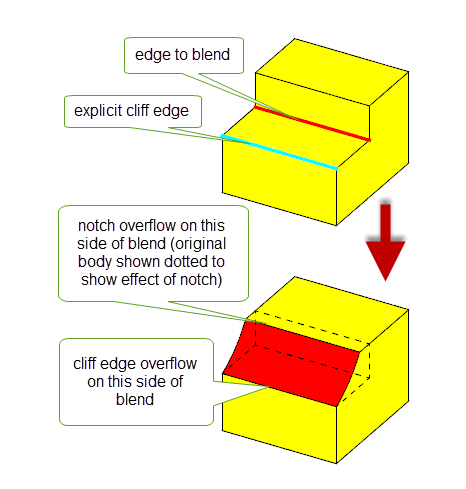 edge to blend
explicit cliff edge
notch overflow on this
side of blend (original
body shown dotted to
show effect of notch)
cliff edge overflow
on this side of
blend